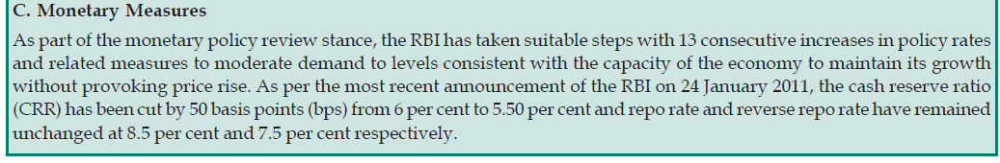 C. Monetary Measures
As part of the monetary policy review stance, the RBI has taken suitable steps with 13 consecutive increases in policy rates
and related measures to moderate demand to levels consistent with the capacity of the economy to maintain its growth
without provoking price rise. As per the most recent announcement of the RBI on 24 January 2011, the cash reserve ratio
(CRR) has been cut by 50 basis points (bps) from 6 per cent to 5.50 per cent and repo rate and reverse repo rate have remained
unchanged at 8.5 per cent and 7.5 per cent respectively.